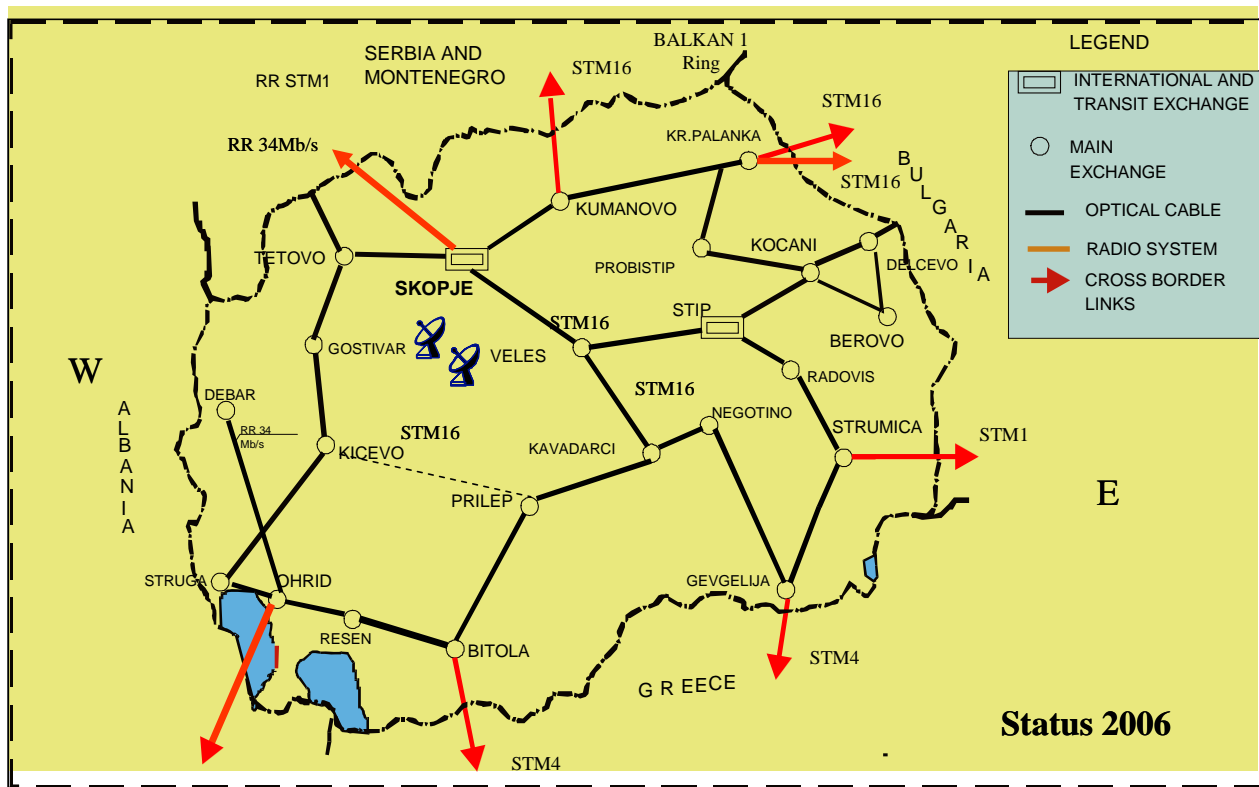 SERBIA AND
MONTENEGRO
BALKAN 1
Ring
LEGEND
RR STM1
STM16
STM16
INTERNATIONAL AND
TRANSIT EXCHANGE
RR 34Mb/s
KR.PALANKA
MAIN
EXCHANGE
STM16
BULGARIA
KUMANOVO
OPTICAL CABLE
TETOVO
PROBISTIP
KOCANI
DELCEVO
RADIO SYSTEM
SKOPJE
CROSS BORDER
LINKS
STIP
STM16
BEROVO
GOSTIVAR
VELES
RADOVIS
W
DEBAR
STM16
ALBANIA
RR 34
Mb/s
STM16
NEGOTINO
STRUMICA
STM1
KICEVO
KAVADARCI
PRILEP
E
STRUGA
OHRID
GEVGELIJA
RESEN
BITOLA
STM4
G R EECE
Status 2006
STM4